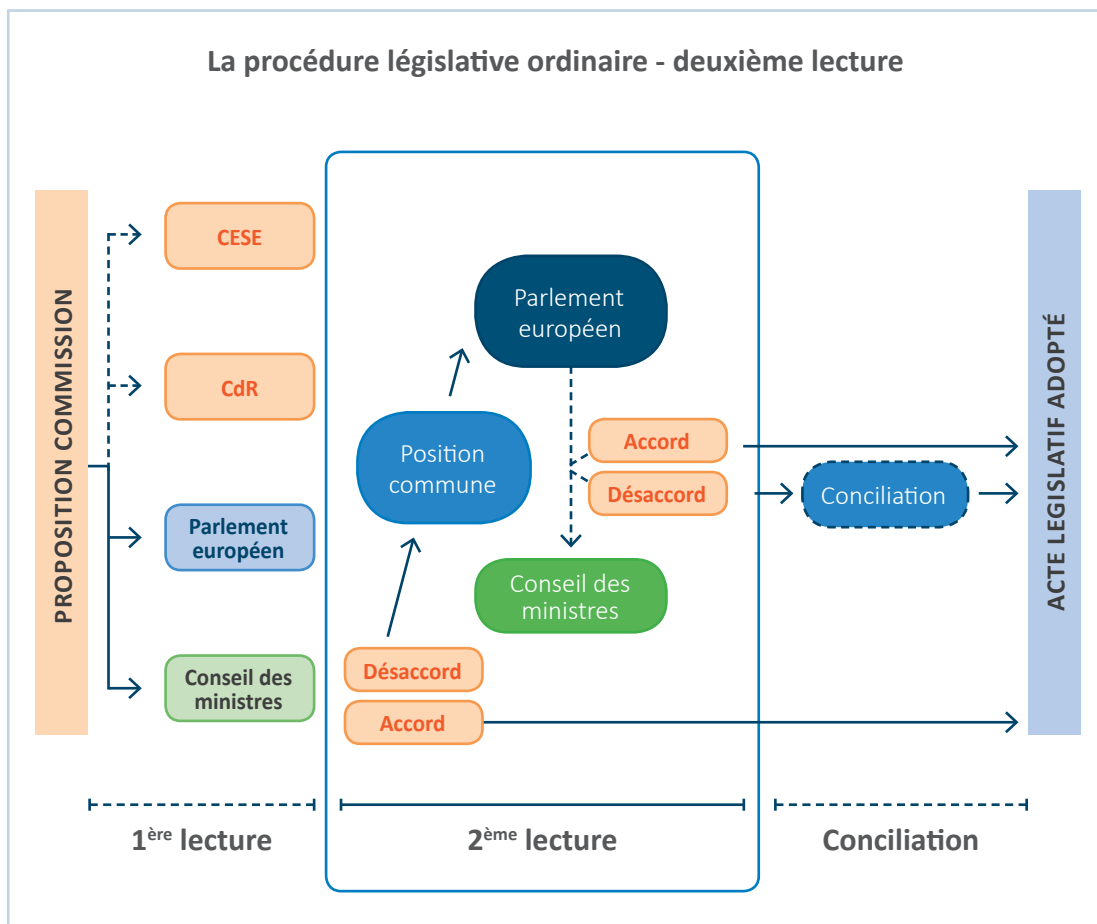 La procédure législative ordinaire - deuxième lecture
PROPOSITION COMMISSION
CESE
CdR
Parlement
européen
Conseil des
ministres
Parlement
européen
Position
commune
Accord
Désaccord
Conseil des
ministres
Désaccord
Accord
Conciliation
ACTE LEGISLATIF ADOPTÉ
1ère lecture
2ème lecture
Conciliation